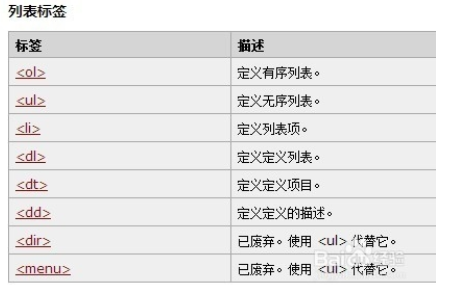 列表标签
标签 描述
<ol> 定义有序列表。
<ul> 定义无序列表。
<li> 定义列表项。
<dl> 定义定义列表。
<dt> 定义定义项目。
<dd> 定义定义的描述。
<dir> 已废弃。使用 <ul> 代替它。
<menu> 已废弃。使用 <ul> 代替它。